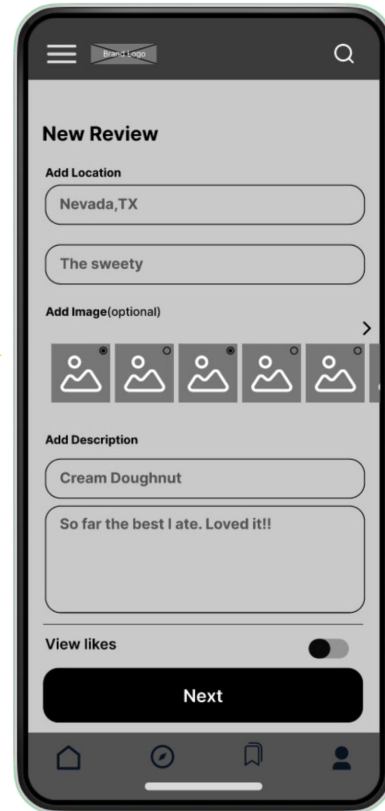 Brand Logo
New Review
Add Location
Nevada,TX
The sweety
Add Image(optional)
Add Description
Cream Doughnut
So far the best I ate. Loved it!!
View likes
Next